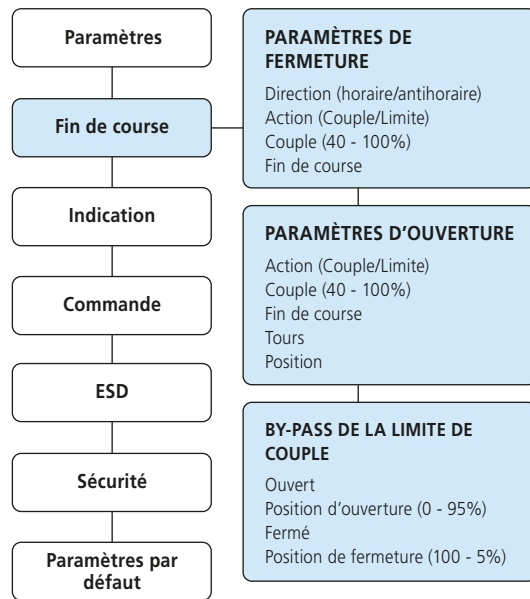 Paramètres
Fin de course
Indication
Commande
ESD
Sécurité
Paramètres par
défaut
PARAMÈTRES DE
FERMETURE
Direction (horaire/antihoraire)
Action (Couple/Limite)
Couple (40 - 100%)
Fin de course
PARAMÈTRES D’OUVERTURE
Action (Couple/Limite)
Couple (40 - 100%)
Fin de course
Tours
Position
BY-PASS DE LA LIMITE DE
COUPLE
Ouvert
Position d’ouverture (0 - 95%)
Fermé
Position de fermeture (100 - 5%)